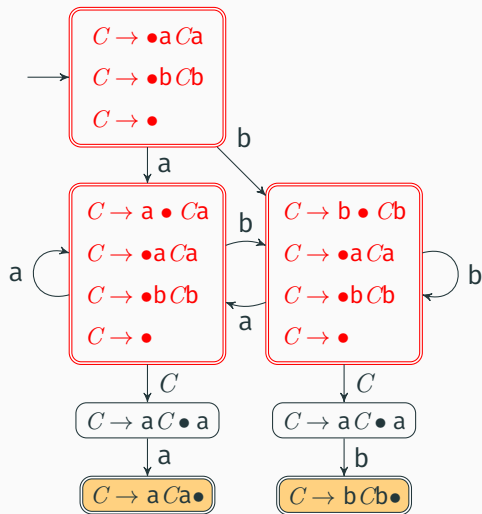 C → •aCa
C → •bCb
C → •
a
b
C → a • Ca
C → •aCa
C → •bCb
C → •
a
b
a
C → b • Cb
C → •aCa
C → •bCb
C → •
b
C
C
C → aC • a
C → aC • a
a
b
C → aCa•
C → bCb•